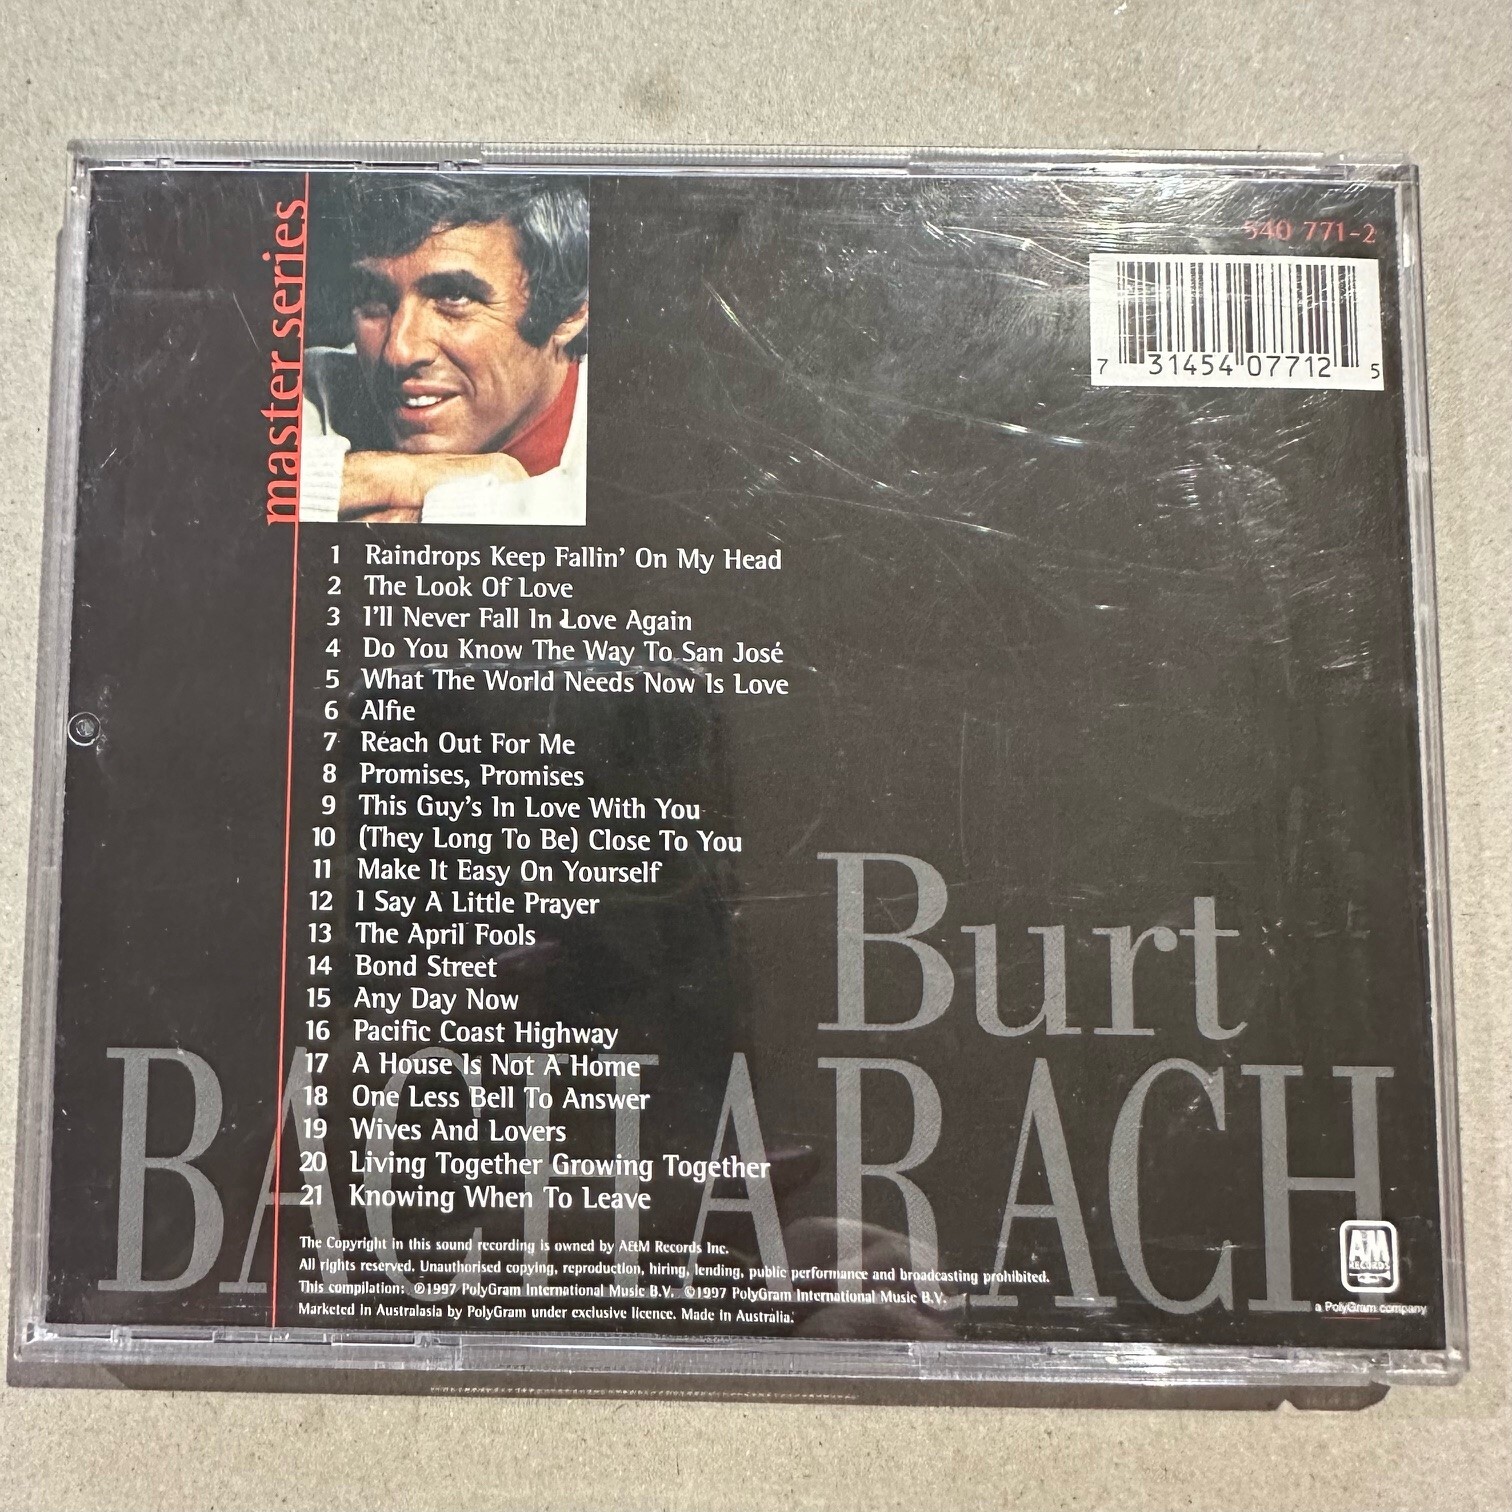 master series
540 771-2
7 31454 07712 5
1 Raindrops Keep Fallin' On My Head
2 The Look Of Love
3 I'll Never Fall In Love Again
4 Do You Know The Way To San José
5 What The World Needs Now Is Love
6 Alfie
7 Reach Out For Me
8 Promises, Promises
9 This Guy's In Love With You
10 (They Long To Be) Close To You
11 Make It Easy On Yourself
12 I Say A Little Prayer
13 The April Fools
14 Bond Street
15 Any Day Now
16 Pacific Coast Highway
17 A House Is Not A Home
18 One Less Bell To Answer
19 Wives And Lovers
20 Living Together Growing Together
21 Knowing When To Leave
Burt
BACHARACH
The Copyright in this sound recording is owned by A&M Records Inc.
All rights reserved. Unauthorised copying, reproduction, hiring, lending, public performance and broadcasting prohibited.
This compilation: ℗1997 PolyGram International Music B.V. ©1997 PolyGram International Music B.V.
Marketed in Australasia by PolyGram under exclusive licence. Made in Australia.
A&M
RECORDS
a PolyGram company